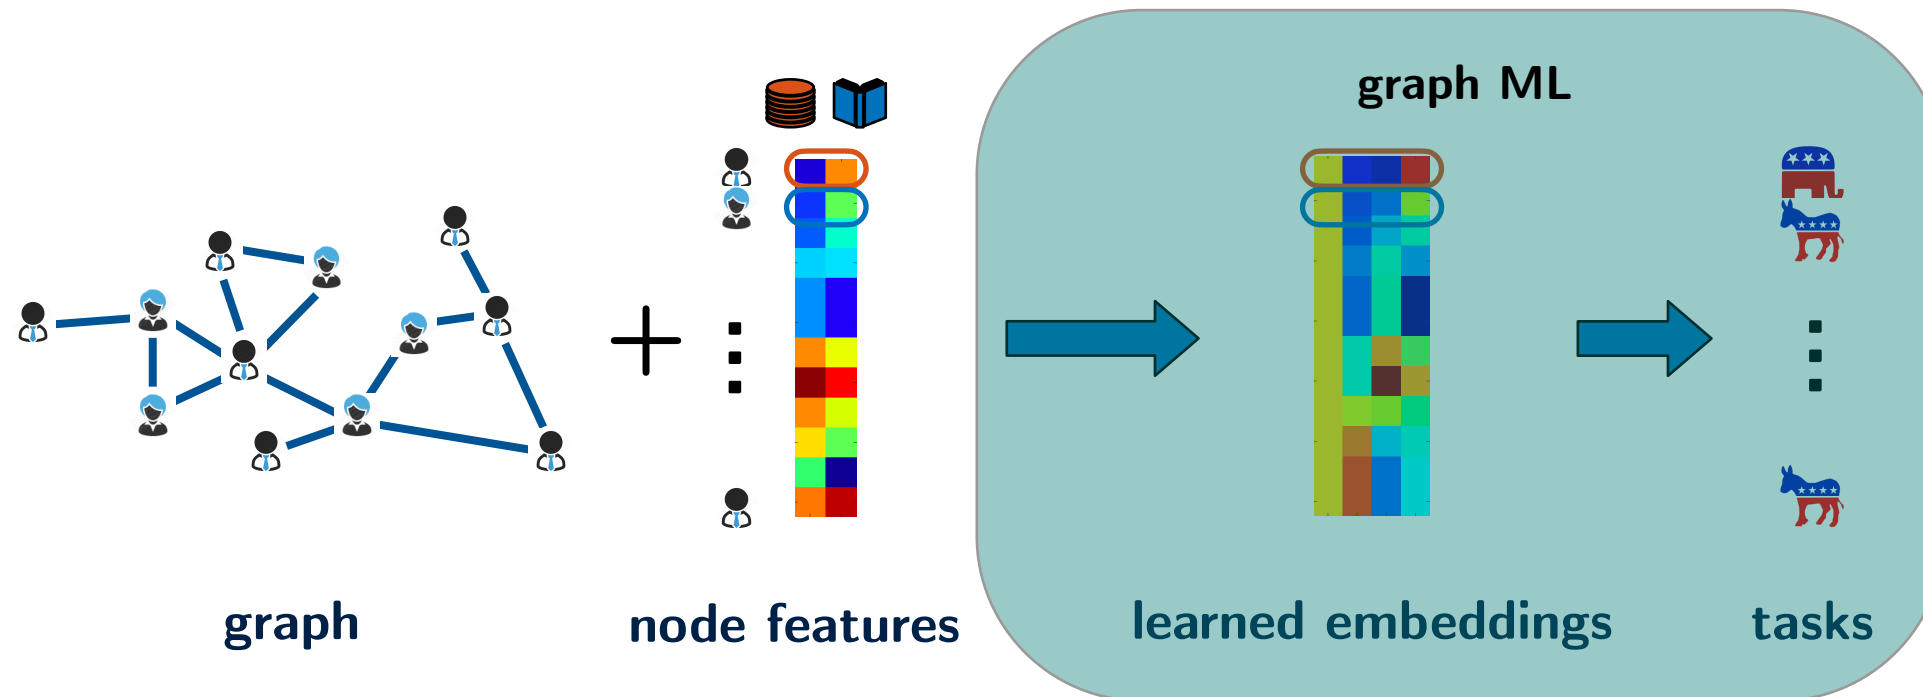 graph ML
graph
node features
learned embeddings
tasks